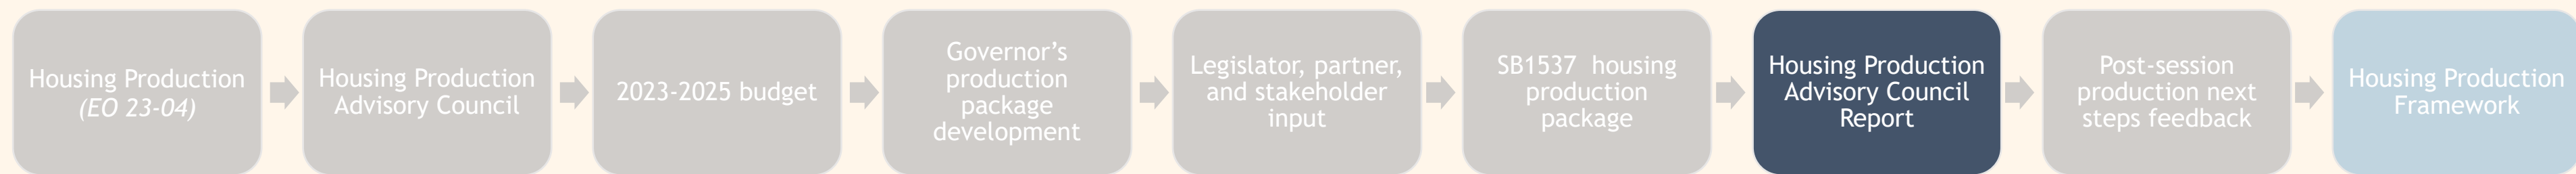 Housing Production
(EO 23-04)
Housing Production
Advisory Council
2023-2025 budget
Governor's
production
package
development
Legislator, partner,
and stakeholder
input
SB1537  housing
production
package
Housing Production
Advisory Council
Report
Post-session
production next
steps feedback
Housing Production
Framework